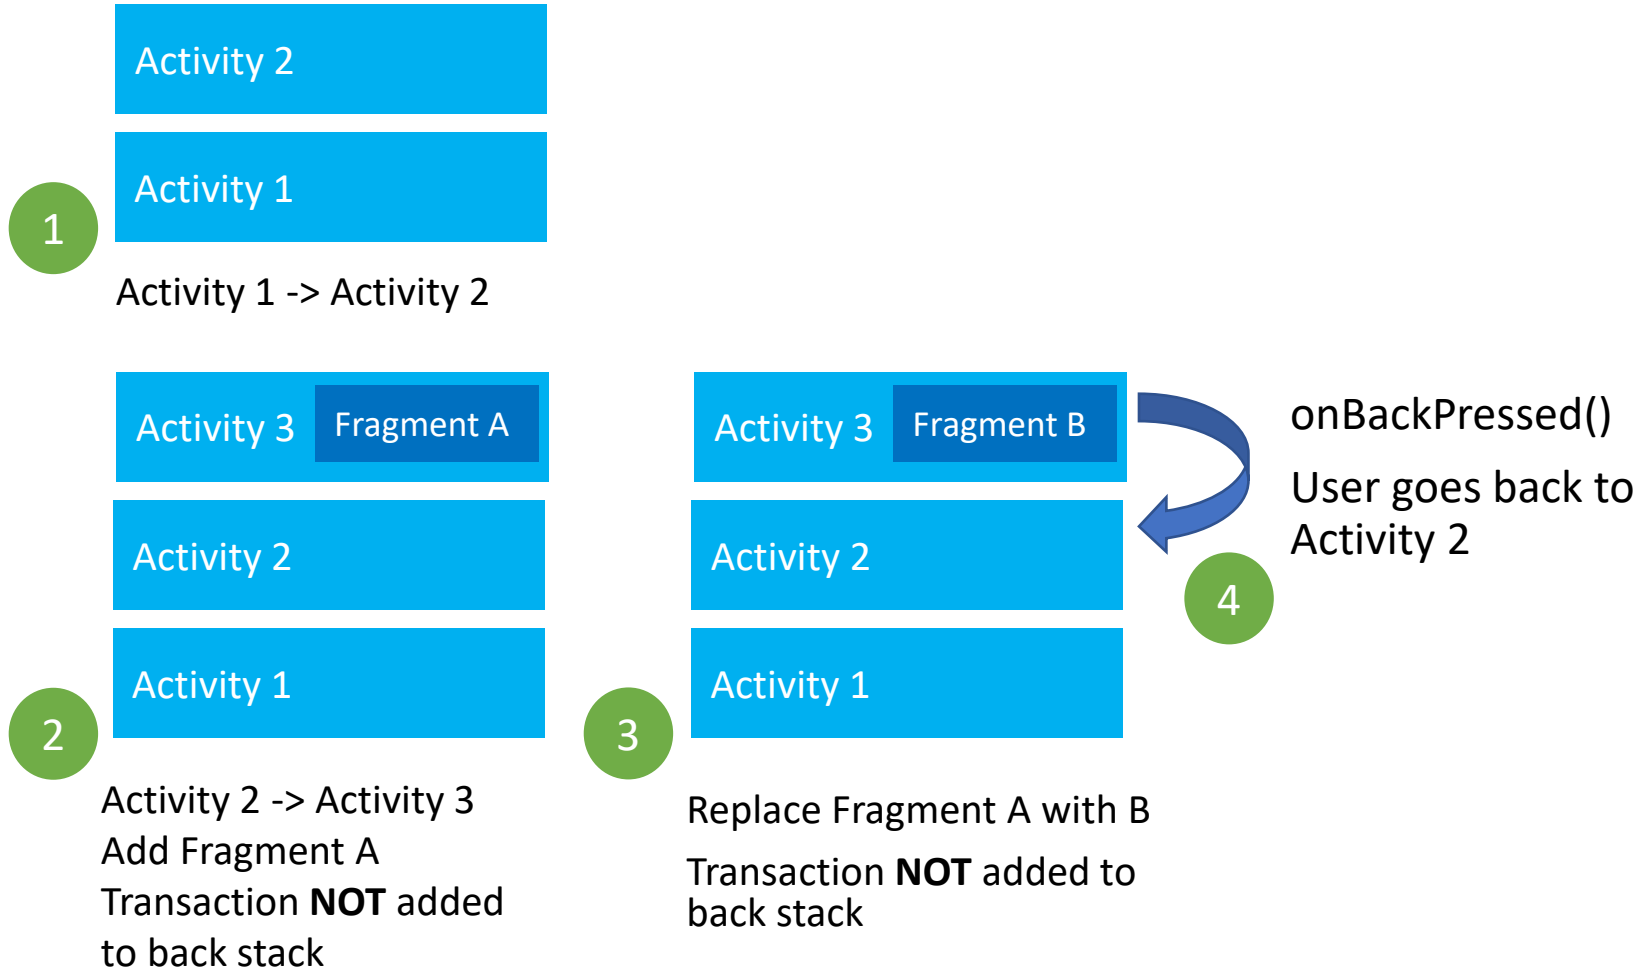 Activity 2
Activity 1
1
Activity 1 -> Activity 2
Activity 3
Fragment A
Activity 2
Activity 1
2
Activity 2 -> Activity 3
Add Fragment A
Transaction NOT added
to back stack
Activity 3
Fragment B
Activity 2
Activity 1
3
Replace Fragment A with B
Transaction NOT added to
back stack
onBackPressed()
User goes back to
Activity 2
4